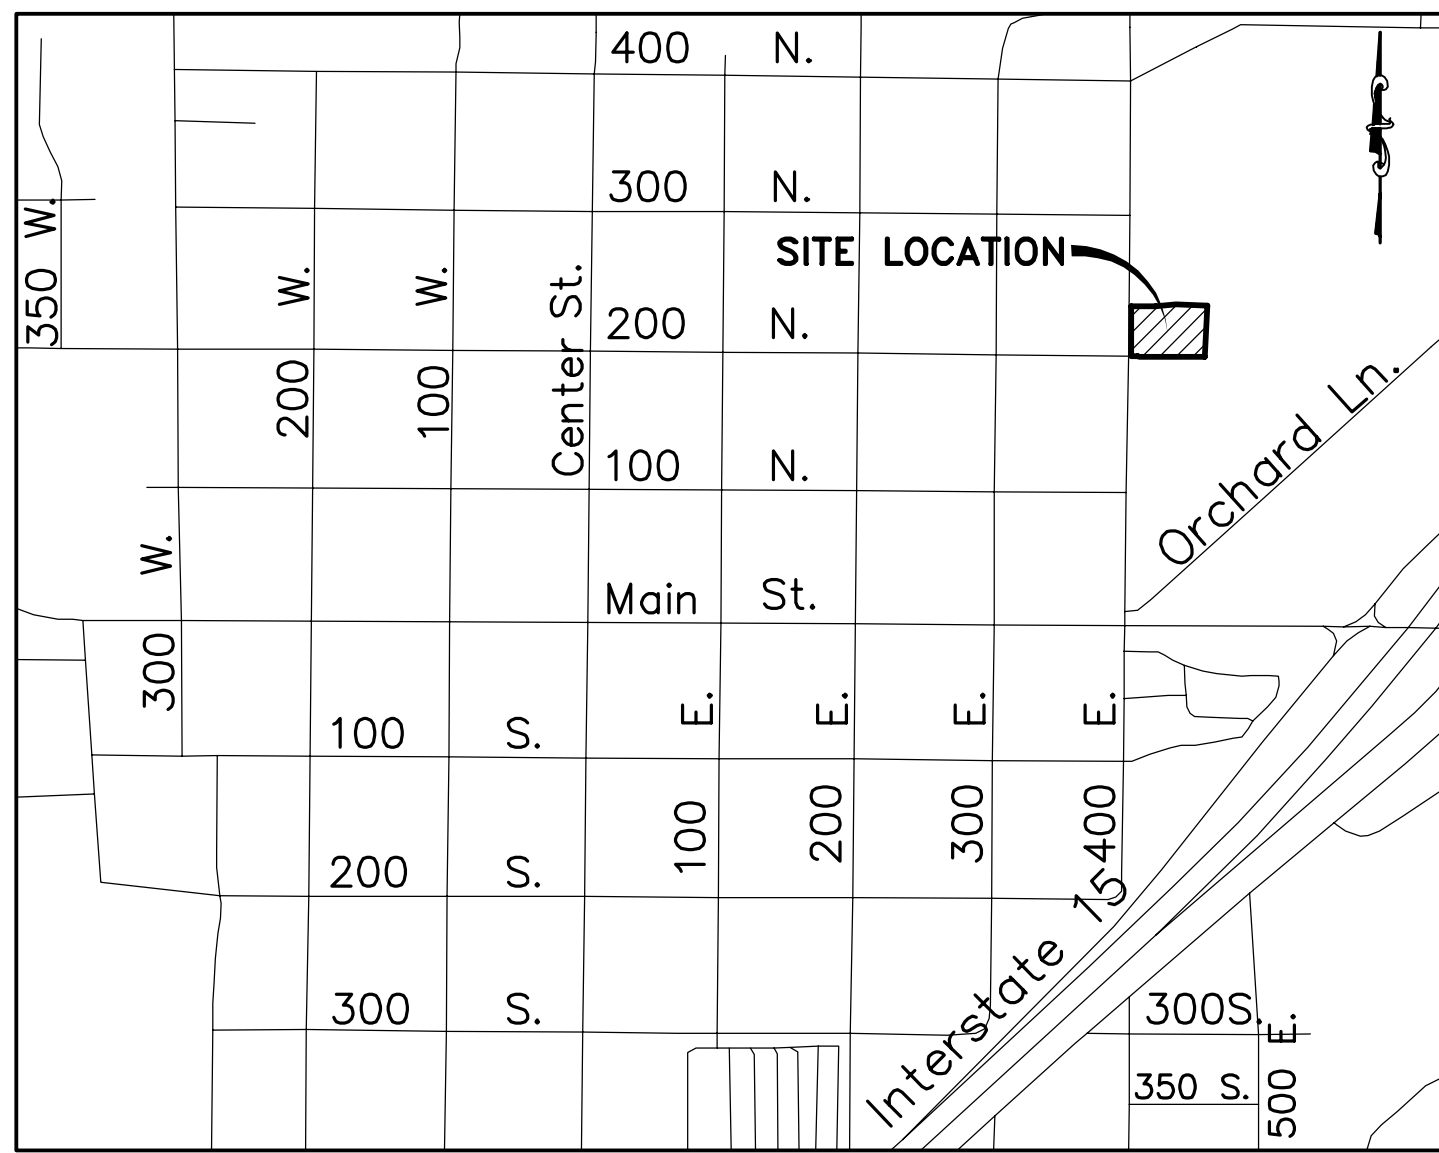 400 N.
300 N.
SITE LOCATION
350 W.
200 W.
100 W.
Center St.
200 N.
Orchard Ln.
100 N.
300 W.
Main St.
100 S.
100 E.
200 E.
300 E.
400 E.
200 S.
Interstate 15
300 S.
300S.
350 S.
500 E.